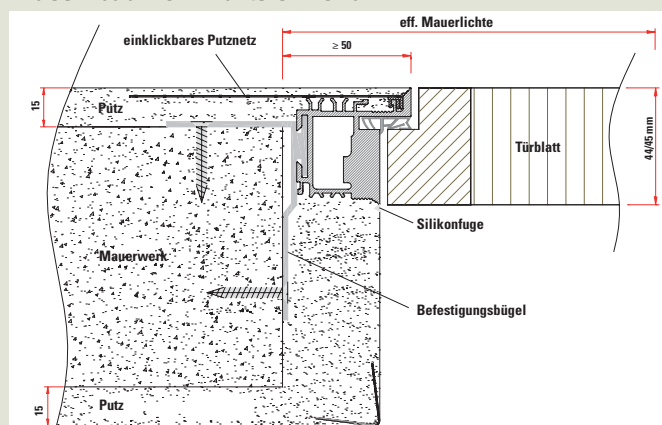 eff. Mauerlichte
einklickbares Putznetz
≥ 50
15
Putz
Türblatt
44/45 mm
Silikonfuge
Mauerwerk
Befestigungsbügel
15
Putz